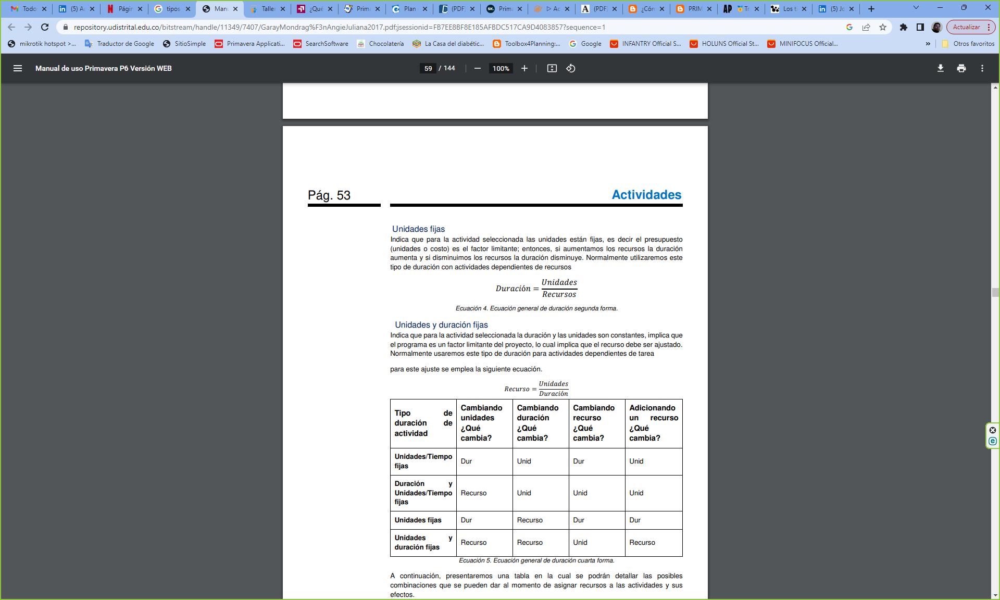 Todo:
(5) A
Págin
tipos
Manu
Taller
¿Qué
Prima
Plan
(PDF)
Prima
Ac
(PDF)
¿Cóm
PRIM
Tr
Los ti
(5) Jo
repository.udistrital.edu.co/bitstream/handle/11349/7407/GarayMondrag%F3nAngieJuliana2017.pdf;jsessionid=FB7EE8BF8E185AFBDC517CA9D4083857?sequence=1
Actualizar
mikrotik hotspot >...
Traductor de Google
SitioSimple
Primavera Applicati...
SearchSoftware
Chocolatería
La Casa del diabétic...
Toolbox4Planning:...
Google
INFANTRY Official S...
HOLUNS Official St...
MINIFOCUS Official...
»
Otros favoritos
Manual de uso Primavera P6 Versión WEB
59 / 144
100%
Pág. 53
Actividades
Unidades fijas
Indica que para la actividad seleccionada las unidades están fijas, es decir el presupuesto
(unidades o costo) es el factor limitante; entonces, si aumentamos los recursos la duración
aumenta y si disminuimos los recursos la duración disminuye. Normalmente utilizaremos este
tipo de duración con actividades dependientes de recursos
Duración = Unidades / Recursos
Ecuación 4. Ecuación general de duración segunda forma.
Unidades y duración fijas
Indica que para la actividad seleccionada la duración y las unidades son constantes, implica que
el programa es un factor limitante del proyecto, lo cual implica que el recurso debe ser ajustado.
Normalmente usaremos este tipo de duración para actividades dependientes de tarea
para este ajuste se emplea la siguiente ecuación.
Recurso = Unidades / Duración
Tipo de duración de actividad
Cambiando unidades ¿Qué cambia?
Cambiando duración ¿Qué cambia?
Cambiando recurso ¿Qué cambia?
Adicionando un recurso ¿Qué cambia?
Unidades/Tiempo fijas
Dur
Unid
Dur
Unid
Duración y Unidades/Tiempo fijas
Recurso
Unid
Unid
Unid
Unidades fijas
Dur
Recurso
Dur
Dur
Unidades y duración fijas
Recurso
Recurso
Unid
Recurso
Ecuación 5. Ecuación general de duración cuarta forma.
A continuación, presentaremos una tabla en la cual se podrán detallar las posibles
combinaciones que se pueden dar al momento de asignar recursos a las actividades y sus
efectos.